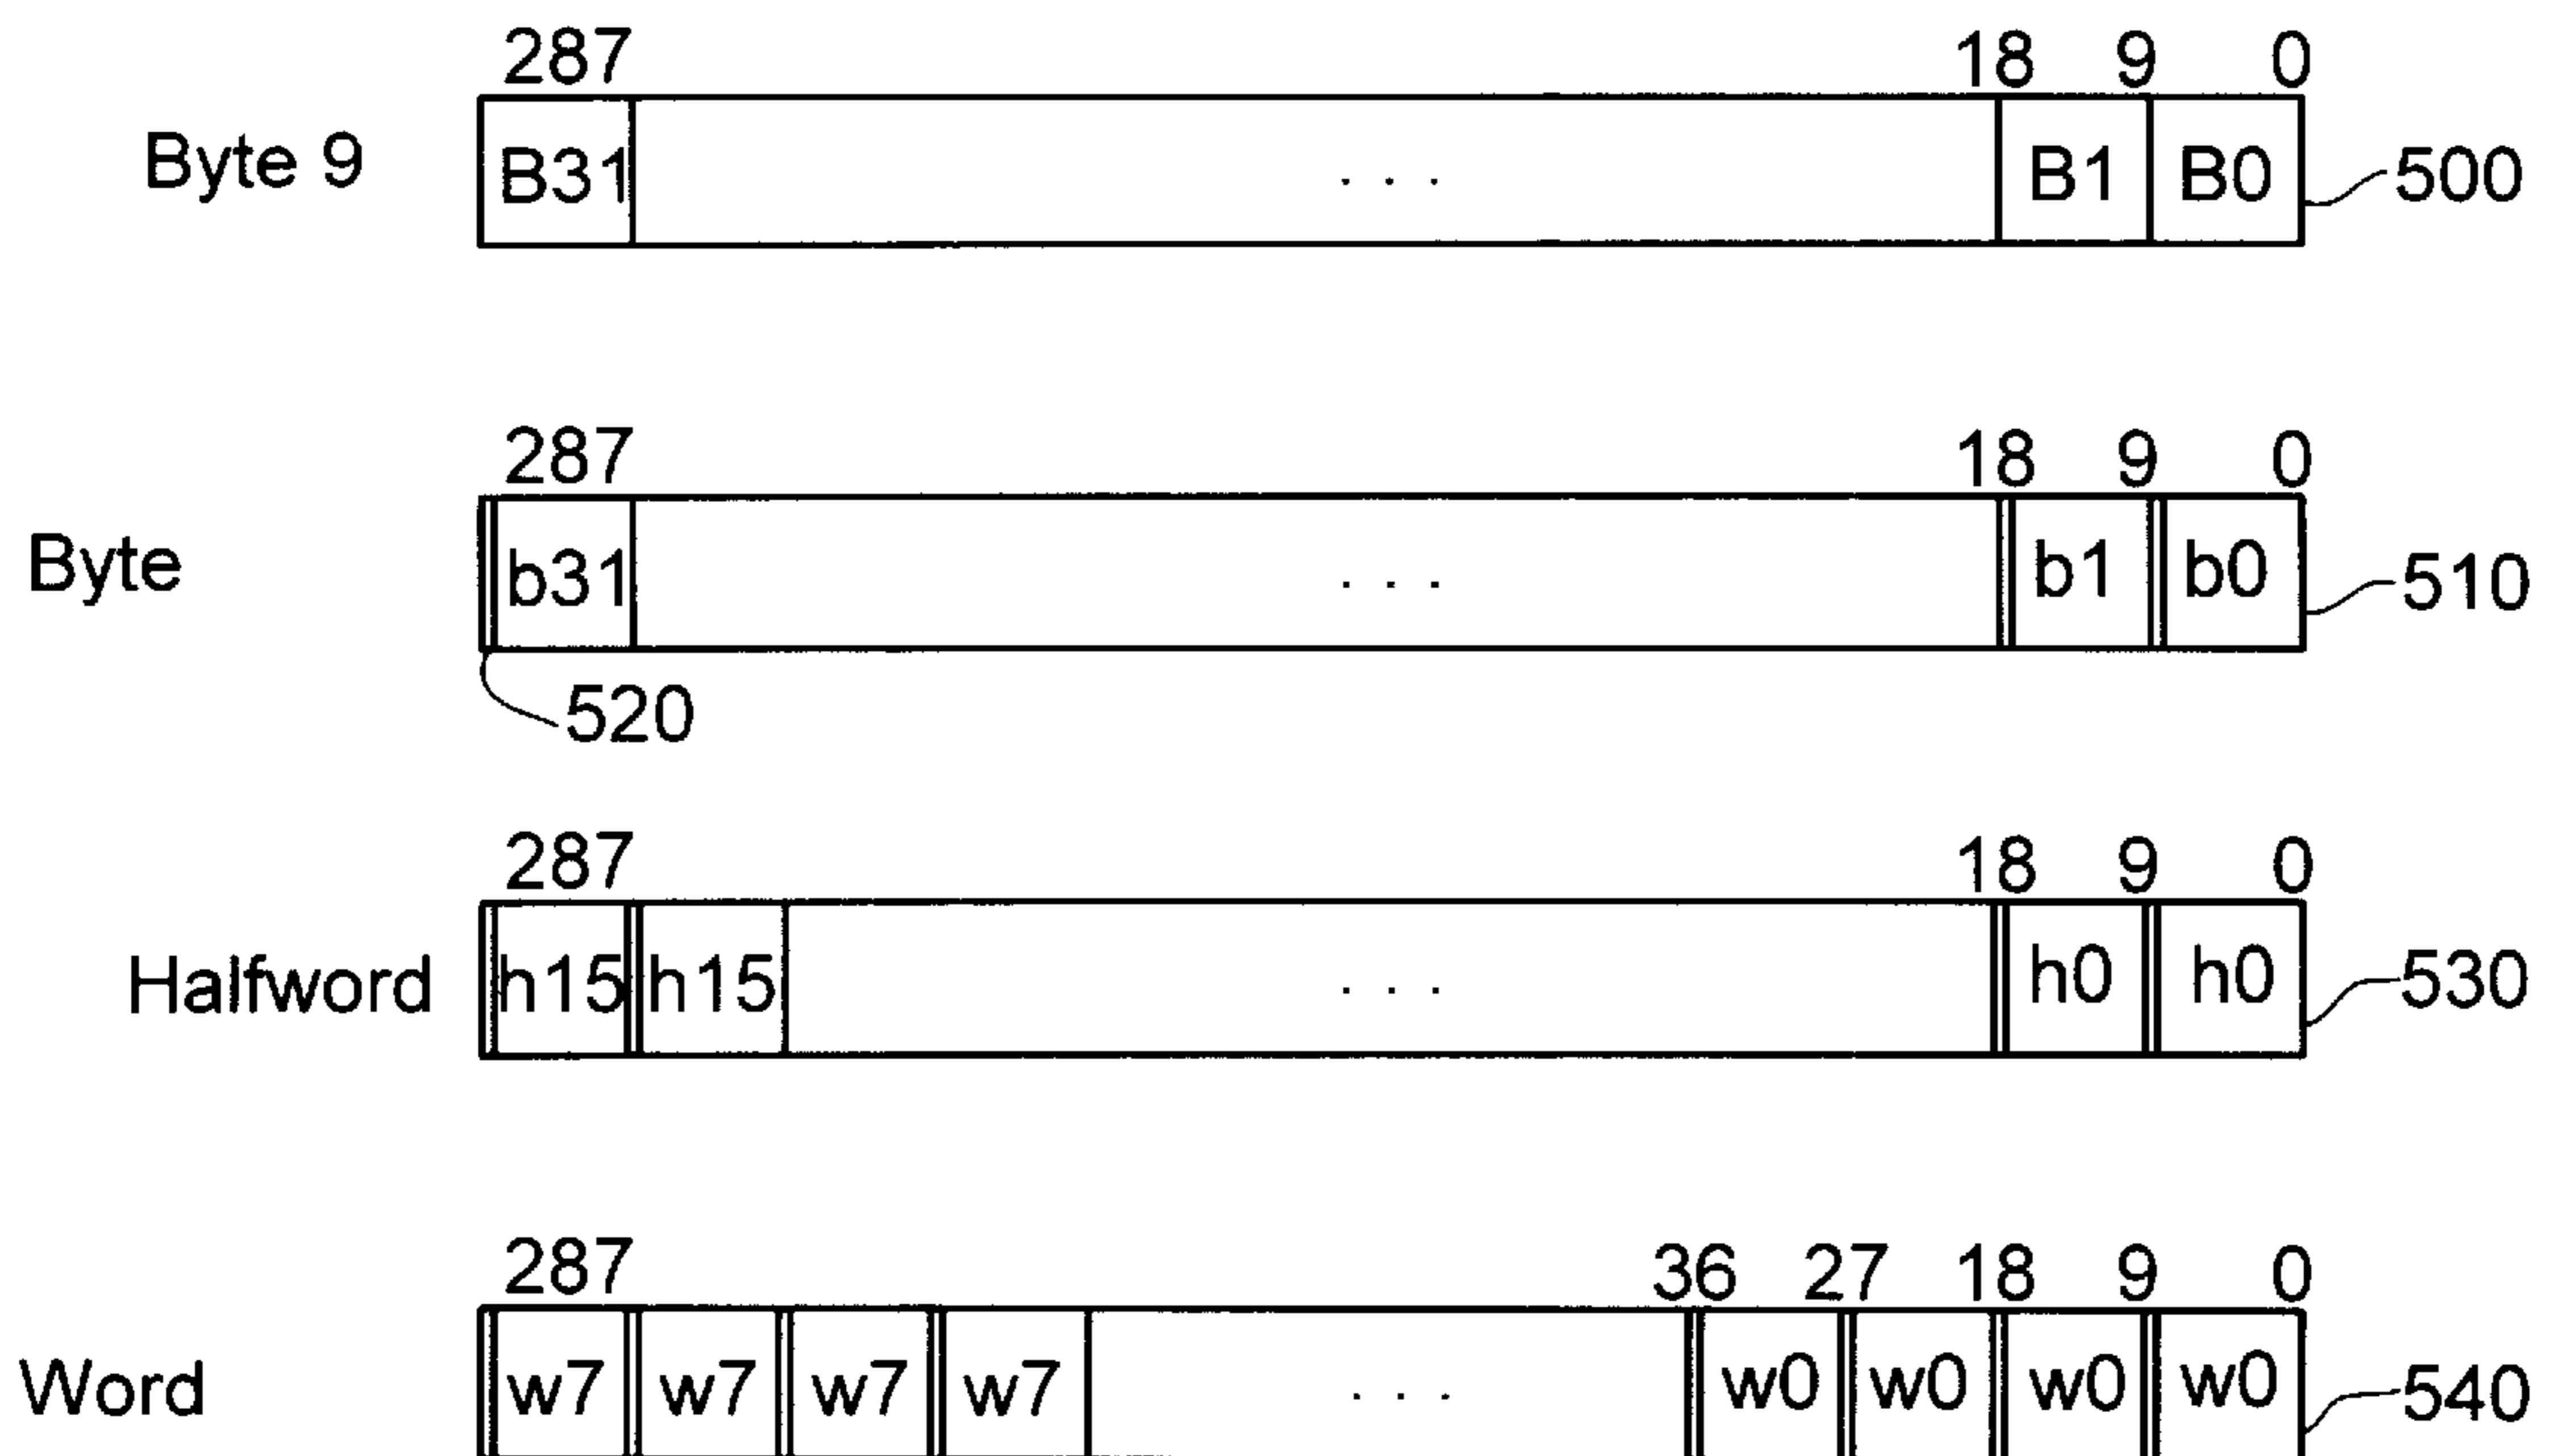 287 18 9 0
Byte 9 B31 . . . B1 B0 500
287 18 9 0
Byte b31 . . . b1 b0 510
520
287 18 9 0
Halfword h15 h15 . . . h0 h0 530
287 36 27 18 9 0
Word w7 w7 w7 w7 . . . w0 w0 w0 w0 540